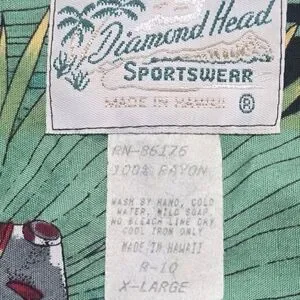 Diamond Head
SPORTSWEAR
MADE IN HAWAII ®
RN-86176
100% RAYON
WASH BY HAND, COLD
WATER, MILD SOAP,
NO BLEACH LINE DRY
COOL IRON ONLY
MADE IN HAWAII
R-10
X-LARGE